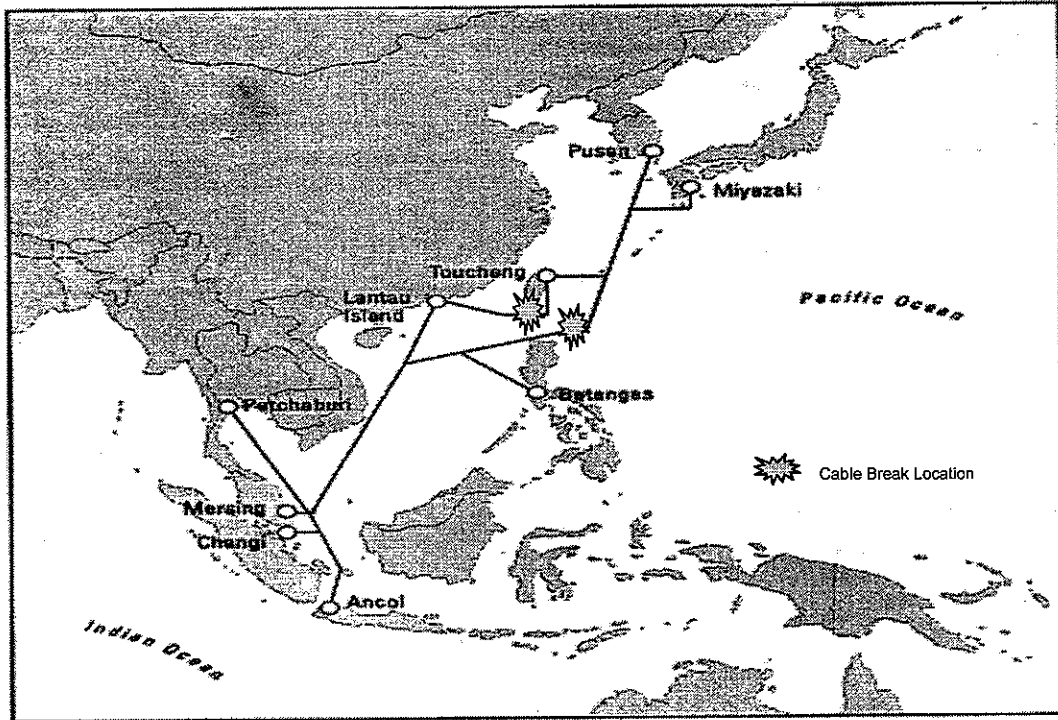 Pusan
Miyazaki
Toucheng
Lantau
Island
Pacific Ocean
Batangas
Petchaburi
Cable Break Location
Mersing
Changi
Ancol
Indian Ocean